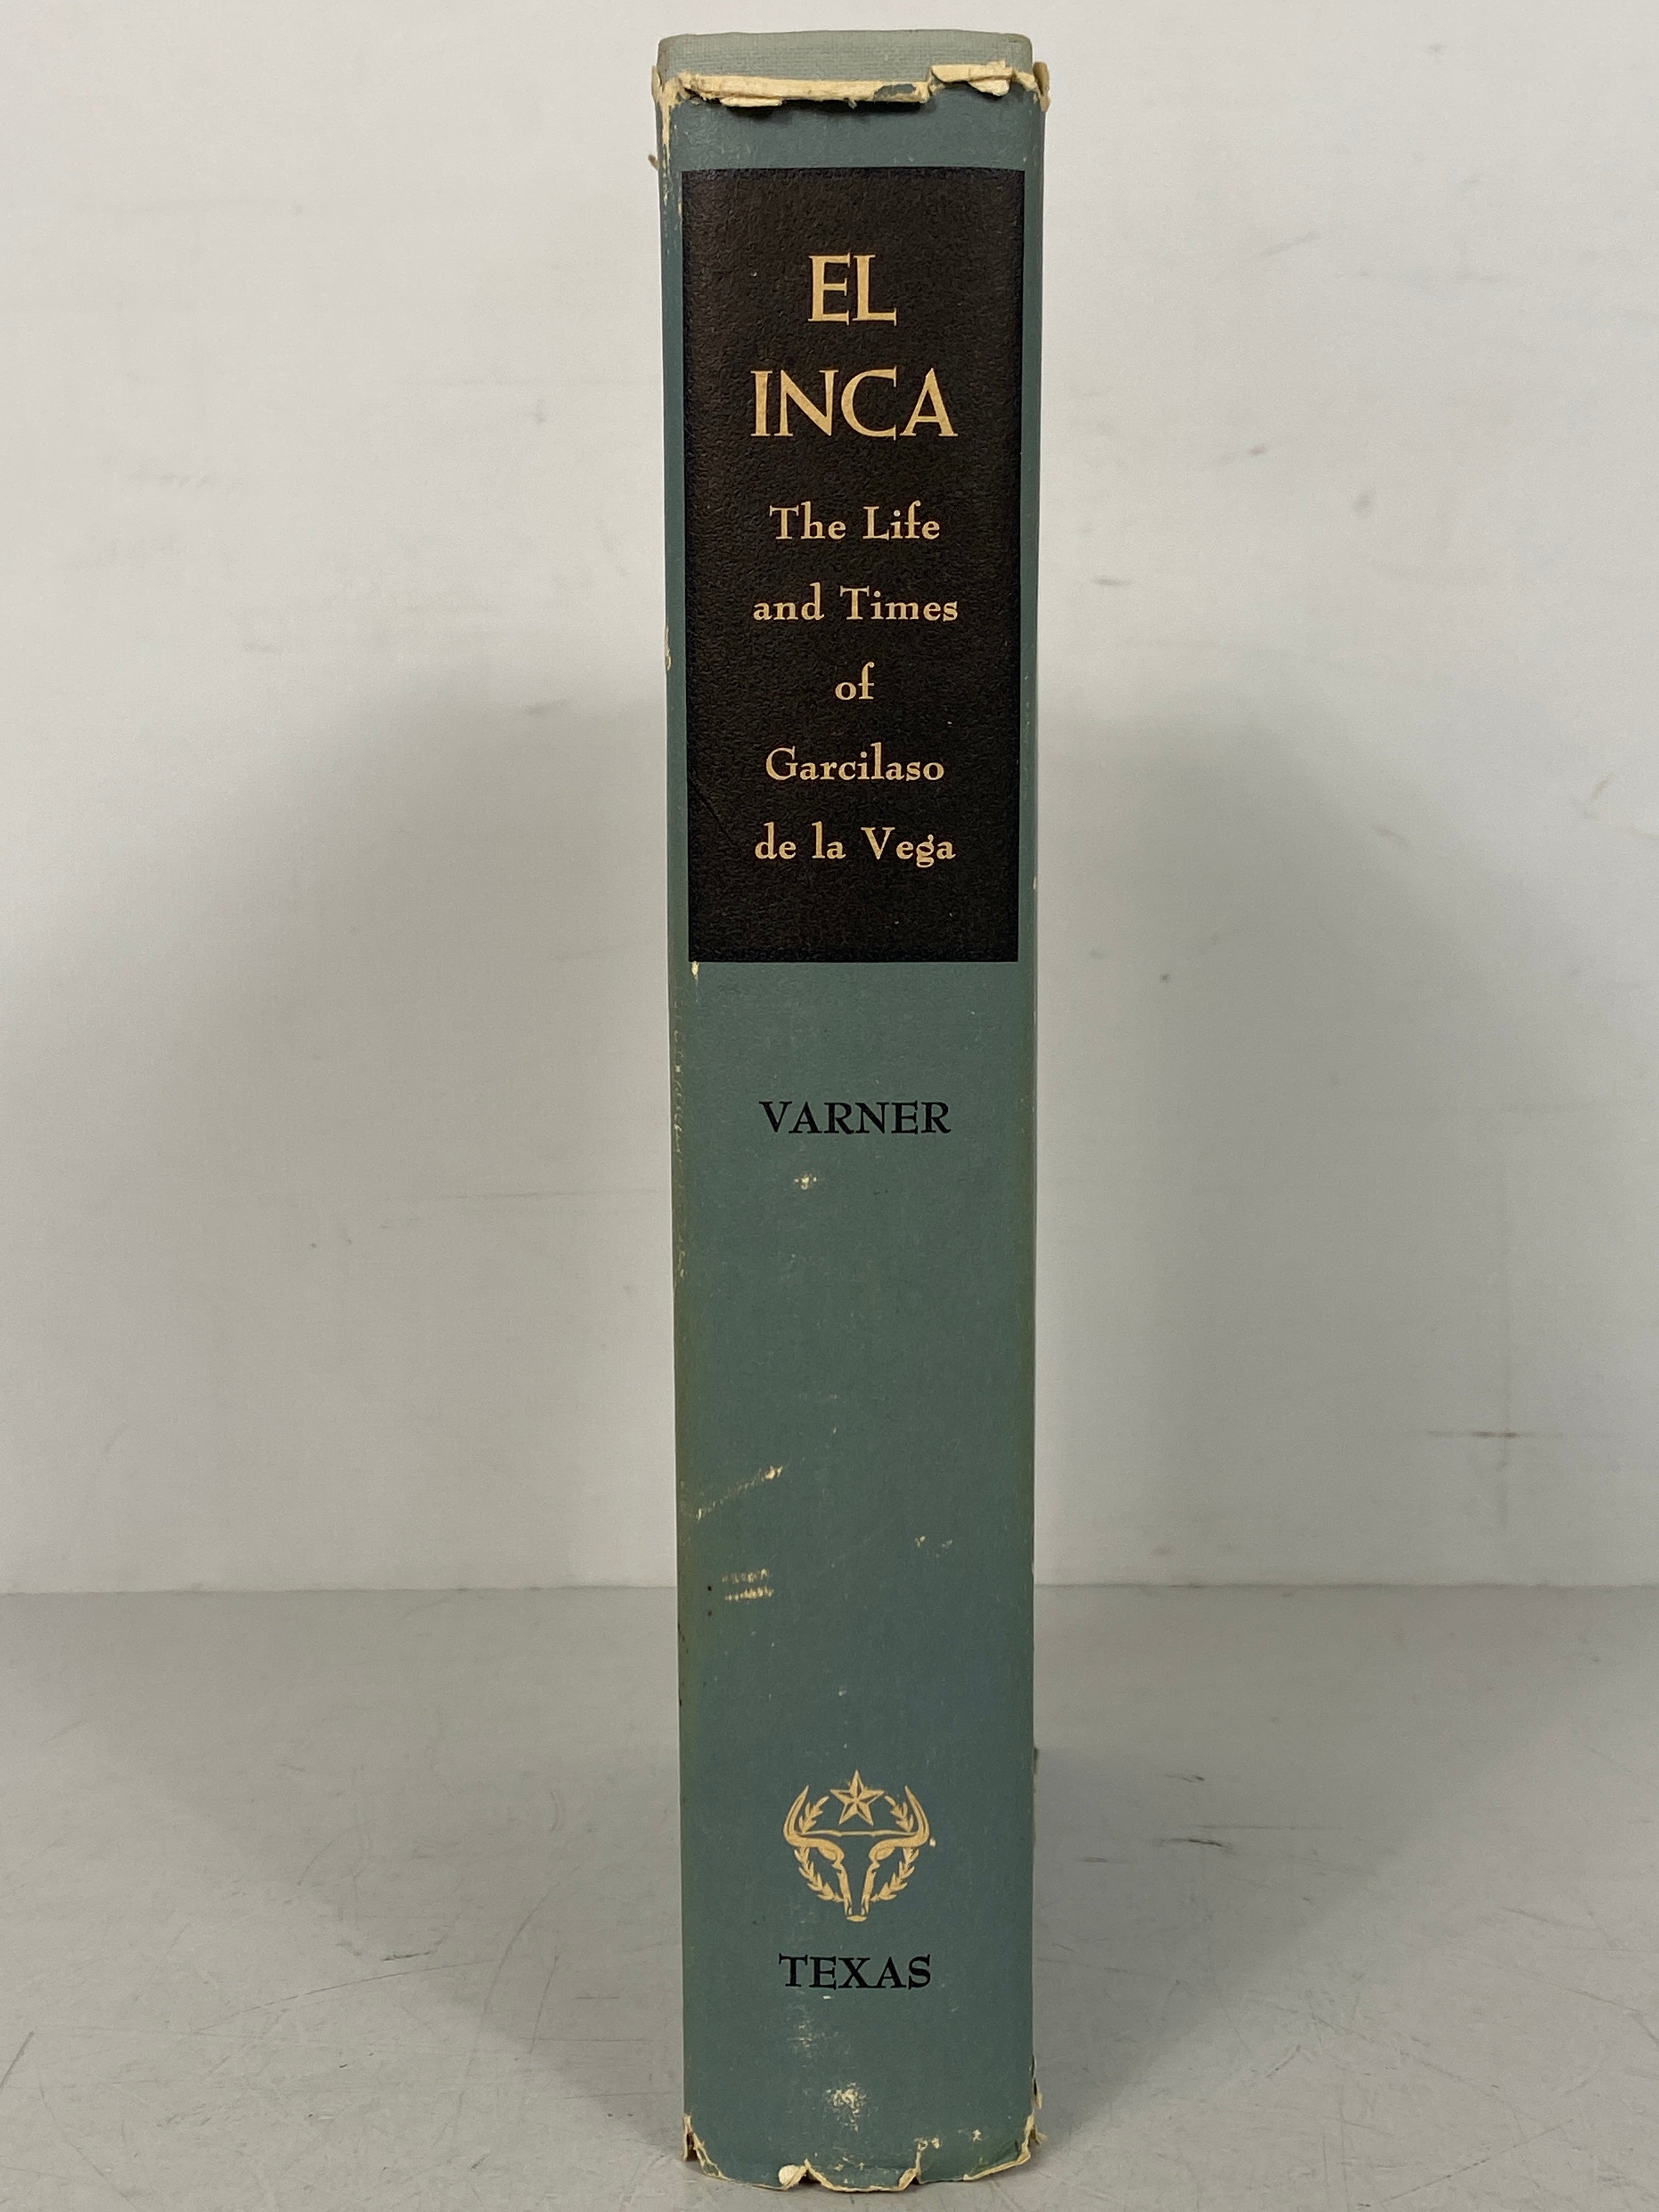 EL
INCA
The Life
and Times
of
Garcilaso
de la Vega
VARNER
TEXAS